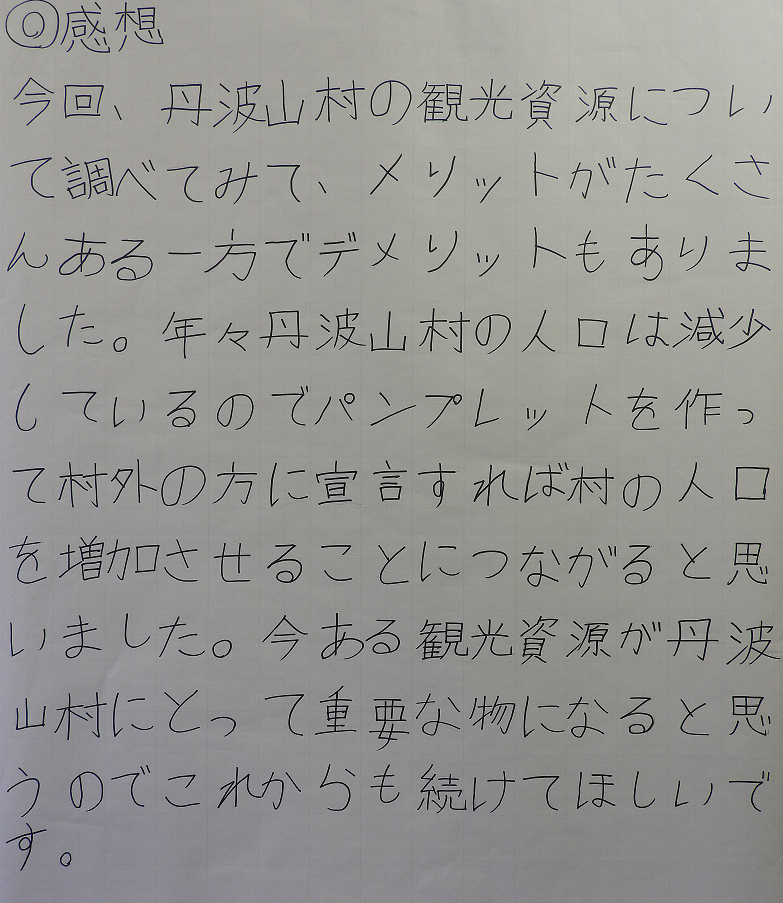 ◎感想
今回、丹波山村の観光資源につい
て調べてみて、メリットがたくさ
んある一方でデメリットもありま
した。年々丹波山村の人口は減少
しているのでパンプレットを作っ
て村外の方に宣言すれば村の人口
を増加させることにつながると思
いました。今ある観光資源が丹波
山村にとって重要な物になると思
うのでこれからも続けてほしいで
す。